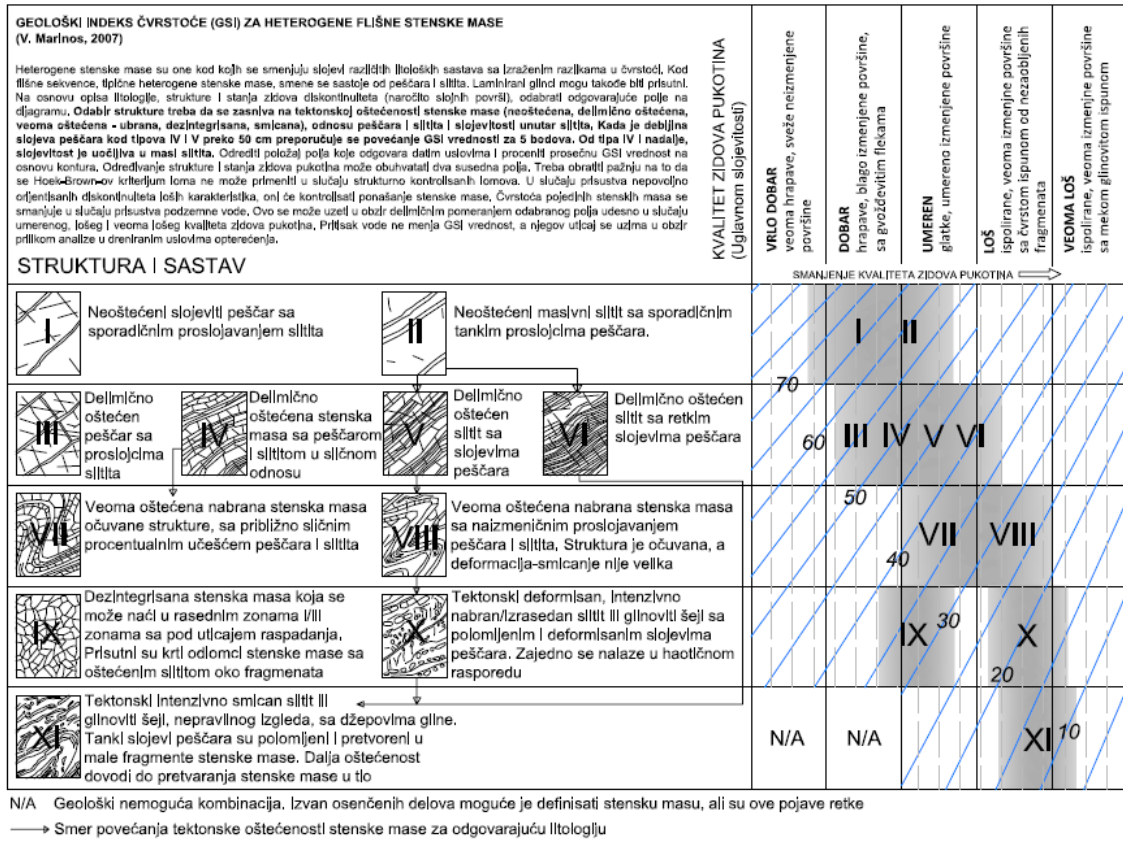 GEOLOŠKI INDEKS ČVRSTOĆE (GSI) ZA HETEROGENE FLIŠNE STENSKE MASE
(V. Marinos, 2007)
Heterogene stenske mase su one kod kojih se smenjuju slojevi različitih litoloških sastava sa izraženim razlikama u čvrstoći. Kod
flišne sekvence, tipične heterogene stenske mase, smene se sastoje od peščara i siltita. Laminirani glinci mogu takođe biti prisutni.
Na osnovu opisa litologije, strukture i stanja zidova diskontinuiteta (naročito slojnih površi), odabrati odgovarajuće polje na
dijagramu. Odabir strukture treba da se zasniva na tektonskoj oštećenosti stenske mase (neoštećena, delimično oštećena,
veoma oštećena - ubrana, dezintegrisana, smicana), odnosu peščara i siltita i slojevitosti unutar siltita. Kada je debljina
slojeva peščara kod tipova IV i V preko 50 cm preporučuje se povećanje GSI vrednosti za 5 bodova. Od tipa IV i nadalje,
slojevitost je uočljiva u masi siltita. Odrediti položaj polja koje odgovara datim uslovima i proceniti prosečnu GSI vrednost na
osnovu kontura. Određivanje strukture i stanja zidova pukotina može obuhvatati dva susedna polja. Treba obratiti pažnju na to da
se Hoek-Brown-ov kriterijum loma ne može primeniti u slučaju strukturno kontrolisanih lomova. U slučaju prisustva nepovoljno
orijentisanih diskontinuiteta loših karakteristika, oni će kontrolisati ponašanje stenske mase. Čvrstoća pojedinih stenskih masa se
smanjuje u slučaju prisustva podzemne vode. Ovo se može uzeti u obzir delimičnim pomeranjem odabranog polja udesno u slučaju
umerenog, lošeg i veoma lošeg kvaliteta zidova pukotina. Pritisak vode ne menja GSI vrednost, a njegov uticaj se uzima u obzir
prilikom analize u dreniranim uslovima opterećenja.
STRUKTURA I SASTAV
KVALITET ZIDOVA PUKOTINA
(Uglavnom slojevitosti)
VRLO DOBAR
veoma hrapave, sveže neizmenjene
površine
DOBAR
hrapave, blago izmenjene površine,
sa gvožđevitim flekama
UMEREN
glatke, umereno izmenjene površine
LOŠ
ispolirane, veoma izmenjene površine
sa čvrstom ispunom od nezaobljenih
fragmenata
VEOMA LOŠ
ispolirane, veoma izmenjene površine
sa mekom glinovitom ispunom
SMANJENJE KVALITETA ZIDOVA PUKOTINA
I
Neoštećeni slojeviti peščar sa
sporadičnim proslojavanjem siltita
II
Neoštećeni masivni siltit sa sporadičnim
tankim proslojcima peščara.
I
II
70
III
Delimično
oštećen
peščar sa
proslojcima
siltita
IV
Delimično
oštećena stenska
masa sa peščarom
i siltitom u sličnom
odnosu
V
Delimično
oštećen
siltit sa
slojevima
peščara
VI
Delimično oštećen
siltit sa retkim
slojevima peščara
60
III
IV
V
VI
50
VII
Veoma oštećena nabrana stenska masa
očuvane strukture, sa približno sličnim
procentualnim učešćem peščara i siltita
VIII
Veoma oštećena nabrana stenska masa
sa naizmeničnim proslojavanjem
peščara i siltita, Struktura je očuvana, a
deformacija-smicanje nije velika
VII
VIII
40
IX
Dezintegrisana stenska masa koja se
može naći u rasednim zonama i/ili
zonama sa pod uticajem raspadanja,
Prisutni su krti odlomci stenske mase sa
oštećenim siltitom oko fragmenata
X
Tektonski deformisan, intenzivno
nabran/izrasedan siltit ili glinoviti šejl sa
polomljenim i deformisanim slojevima
peščara. Zajedno se nalaze u haotičnom
rasporedu
IX
30
X
20
XI
Tektonski intenzivno smican siltit ili
glinoviti šejl, nepravilnog izgleda, sa džepovima gline.
Tanki slojevi peščara su polomljeni i pretvoreni u
male fragmente stenske mase. Dalja oštećenost
dovodi do pretvaranja stenske mase u tlo
N/A
N/A
XI
10
N/A Geološki nemoguća kombinacija. Izvan osenčenih delova moguće je definisati stensku masu, ali su ove pojave retke
Smer povećanja tektonske oštećenosti stenske mase za odgovarajuću litologiju